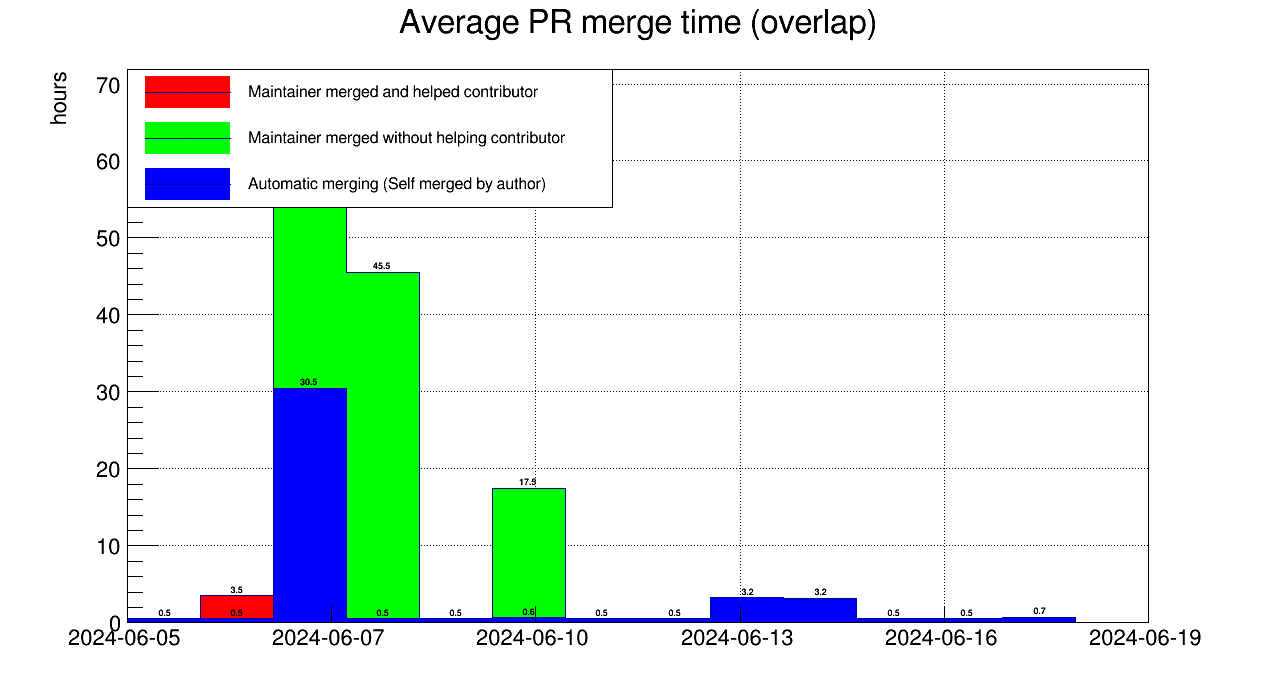 Average PR merge time (overlap)
hours
70
60
50
40
30
20
10
0
Maintainer merged and helped contributor
Maintainer merged without helping contributor
Automatic merging (Self merged by author)
45.5
30.5
17.5
3.5
0.5 0.5 0.5 0.5 0.6 0.5 0.5 3.2 3.2 0.5 0.5 0.7
2024-06-05 2024-06-07 2024-06-10 2024-06-13 2024-06-16 2024-06-19